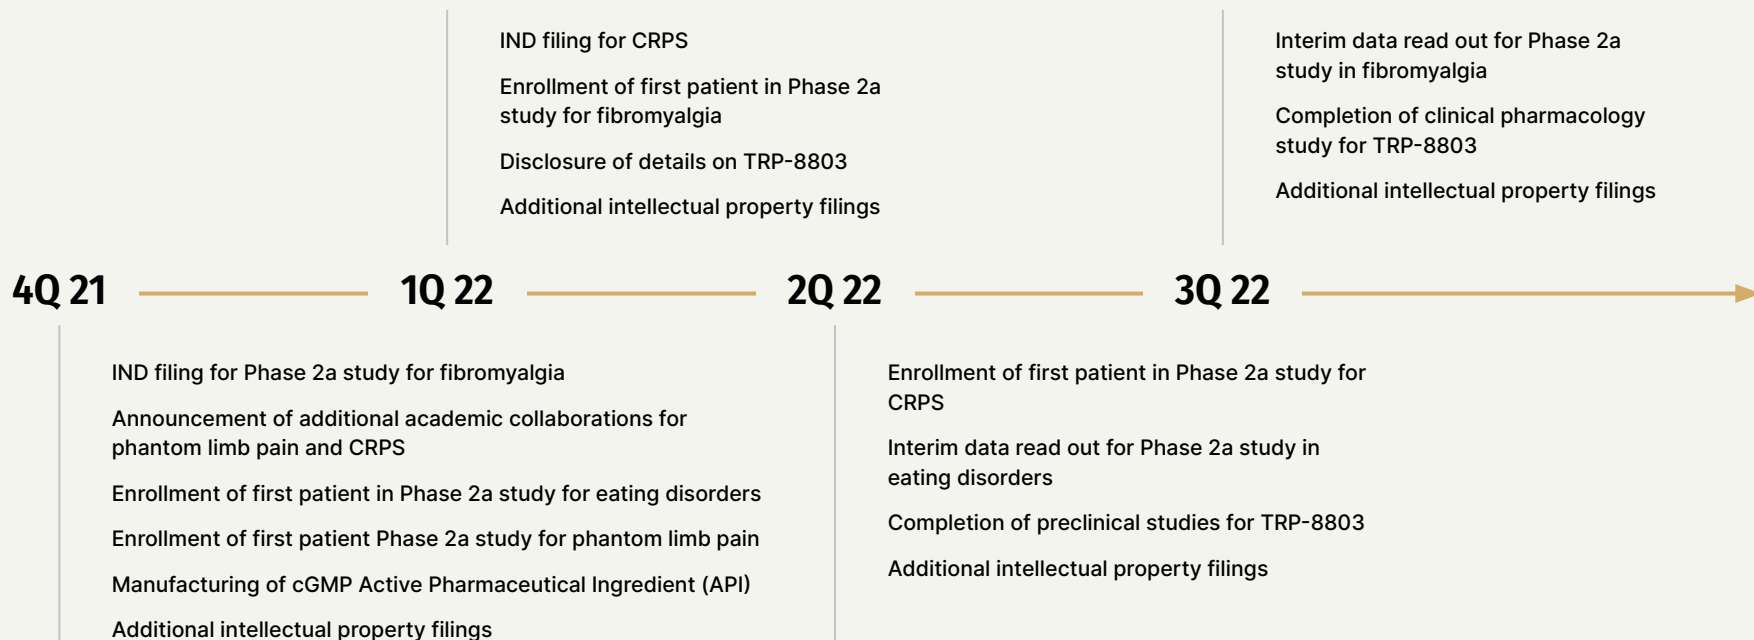 IND filing for CRPS
Enrollment of first patient in Phase 2a
study for fibromyalgia
Disclosure of details on TRP-8803
Additional intellectual property filings
Interim data read out for Phase 2a
study in fibromyalgia
Completion of clinical pharmacology
study for TRP-8803
Additional intellectual property filings
4Q 21
1Q 22
2Q 22
3Q 22
IND filing for Phase 2a study for fibromyalgia
Announcement of additional academic collaborations for
phantom limb pain and CRPS
Enrollment of first patient in Phase 2a study for eating disorders
Enrollment of first patient Phase 2a study for phantom limb pain
Manufacturing of cGMP Active Pharmaceutical Ingredient (API)
Additional intellectual property filings
Enrollment of first patient in Phase 2a study for
CRPS
Interim data read out for Phase 2a study in
eating disorders
Completion of preclinical studies for TRP-8803
Additional intellectual property filings